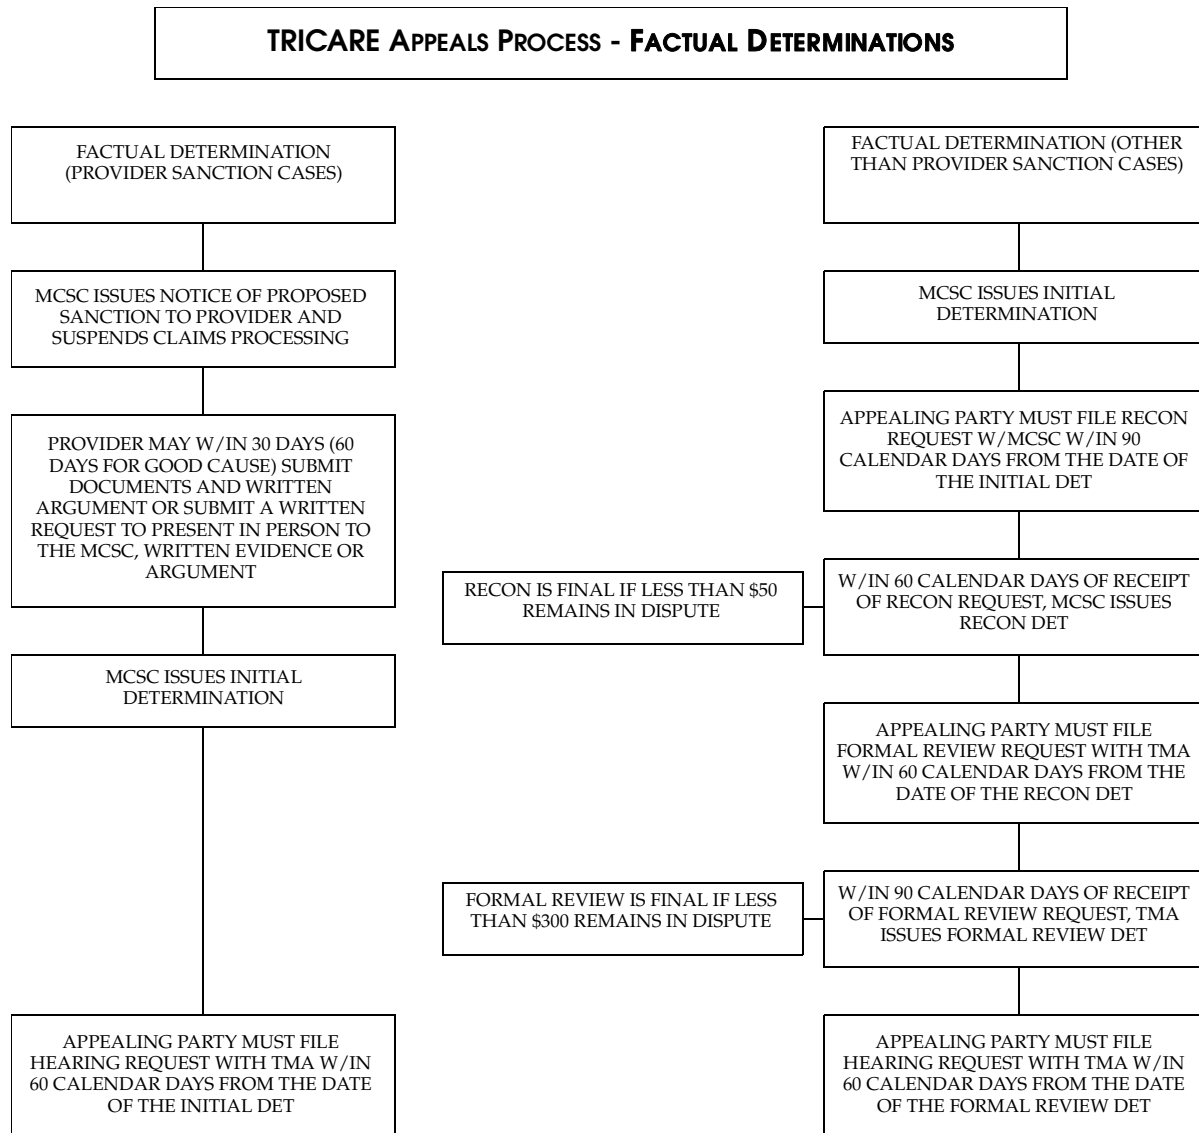 TRICARE APPEALS PROCESS - FACTUAL DETERMINATIONS
FACTUAL DETERMINATION
(PROVIDER SANCTION CASES)
MCSC ISSUES NOTICE OF PROPOSED
SANCTION TO PROVIDER AND
SUSPENDS CLAIMS PROCESSING
PROVIDER MAY W/IN 30 DAYS (60
DAYS FOR GOOD CAUSE) SUBMIT
DOCUMENTS AND WRITTEN
ARGUMENT OR SUBMIT A WRITTEN
REQUEST TO PRESENT IN PERSON TO
THE MCSC, WRITTEN EVIDENCE OR
ARGUMENT
MCSC ISSUES INITIAL
DETERMINATION
APPEALING PARTY MUST FILE
HEARING REQUEST WITH TMA W/IN
60 CALENDAR DAYS FROM THE DATE
OF THE INITIAL DET
FACTUAL DETERMINATION (OTHER
THAN PROVIDER SANCTION CASES)
MCSC ISSUES INITIAL
DETERMINATION
APPEALING PARTY MUST FILE RECON
REQUEST W/MCSC W/IN 90
CALENDAR DAYS FROM THE DATE OF
THE INITIAL DET
RECON IS FINAL IF LESS THAN $50
REMAINS IN DISPUTE
W/IN 60 CALENDAR DAYS OF RECEIPT
OF RECON REQUEST, MCSC ISSUES
RECON DET
APPEALING PARTY MUST FILE
FORMAL REVIEW REQUEST WITH TMA
W/IN 60 CALENDAR DAYS FROM THE
DATE OF THE RECON DET
FORMAL REVIEW IS FINAL IF LESS
THAN $300 REMAINS IN DISPUTE
W/IN 90 CALENDAR DAYS OF RECEIPT
OF FORMAL REVIEW REQUEST, TMA
ISSUES FORMAL REVIEW DET
APPEALING PARTY MUST FILE
HEARING REQUEST WITH TMA W/IN
60 CALENDAR DAYS FROM THE DATE
OF THE FORMAL REVIEW DET